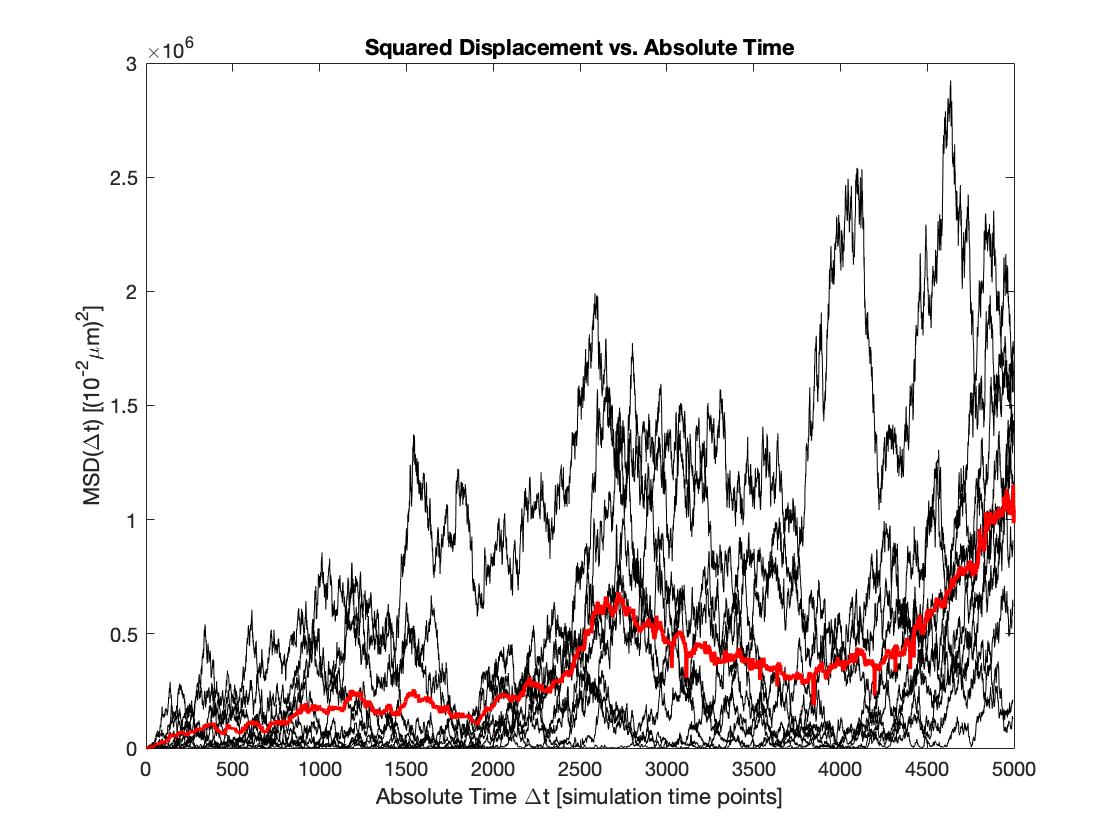 Squared Displacement vs. Absolute Time
×10⁶
3
2.5
2
1.5
1
0.5
0
MSD(Δt) [(10⁻² μm)²]
0 500 1000 1500 2000 2500 3000 3500 4000 4500 5000
Absolute Time Δt [simulation time points]